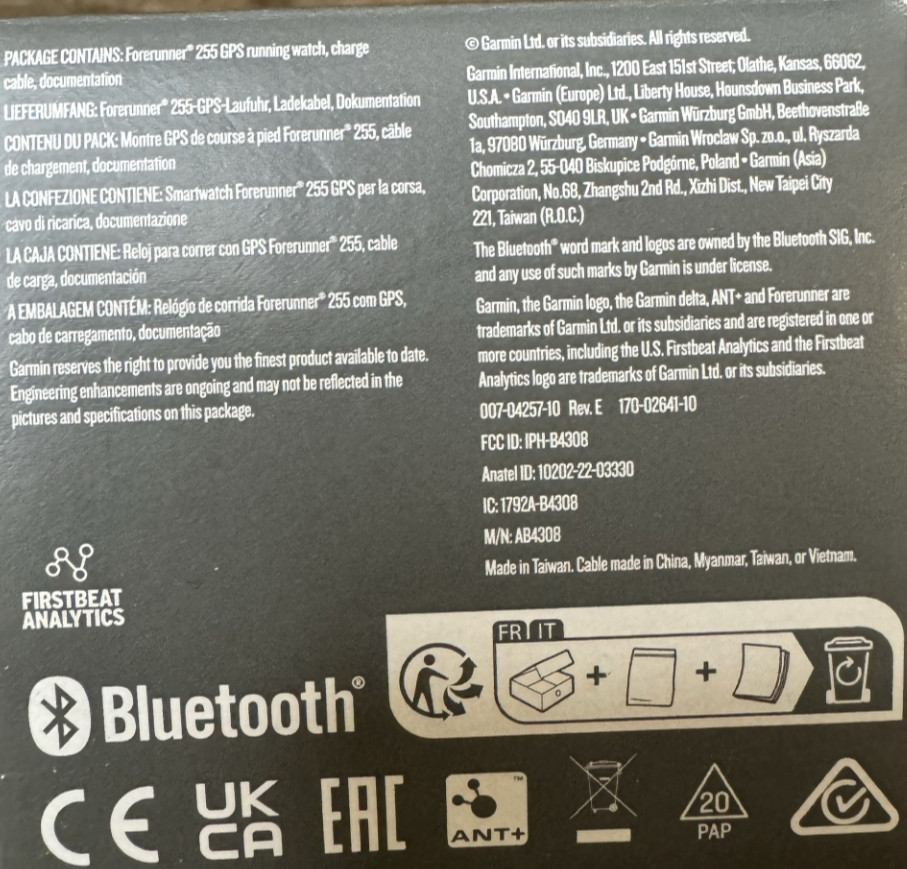 PACKAGE CONTAINS: Forerunner® 255 GPS running watch, charge
cable, documentation
LIEFERUMFANG: Forerunner® 255-GPS-Laufuhr, Ladekabel, Dokumentation
CONTENU DU PACK: Montre GPS de course à pied Forerunner® 255, câble
de chargement, documentation
LA CONFEZIONE CONTIENE: Smartwatch Forerunner® 255 GPS per la corsa,
cavo di ricarica, documentazione
LA CAJA CONTIENE: Reloj para correr con GPS Forerunner® 255, cable
de carga, documentación
A EMBALAGEM CONTÉM: Relógio de corrida Forerunner® 255 com GPS,
cabo de carregamento, documentação
Garmin reserves the right to provide you the finest product available to date.
Engineering enhancements are ongoing and may not be reflected in the
pictures and specifications on this package.
© Garmin Ltd. or its subsidiaries. All rights reserved.
Garmin International, Inc., 1200 East 151st Street, Olathe, Kansas, 66062,
U.S.A. • Garmin (Europe) Ltd., Liberty House, Hounsdown Business Park,
Southampton, SO40 9LR, UK • Garmin Würzburg GmbH, Beethovenstraße
1a, 97080 Würzburg, Germany • Garmin Wroclaw Sp. zo.o., ul. Ryszarda
Chomicza 2, 55-040 Biskupice Podgórne, Poland • Garmin (Asia)
Corporation, No.68, Zhangshu 2nd Rd., Xizhi Dist., New Taipei City
221, Taiwan (R.O.C.)
The Bluetooth® word mark and logos are owned by the Bluetooth SIG, Inc.
and any use of such marks by Garmin is under license.
Garmin, the Garmin logo, the Garmin delta, ANT+ and Forerunner are
trademarks of Garmin Ltd. or its subsidiaries and are registered in one or
more countries, including the U.S. Firstbeat Analytics and the Firstbeat
Analytics logo are trademarks of Garmin Ltd. or its subsidiaries.
007-04257-10 Rev. E 170-02641-10
FCC ID: IPH-B4308
Anatel ID: 10202-22-03330
IC: 1792A-B4308
M/N: AB4308
Made in Taiwan. Cable made in China, Myanmar, Taiwan, or Vietnam.
FIRSTBEAT
ANALYTICS
FR IT
Bluetooth®
CE
UK
CA
EAC
ANT+™
20
PAP